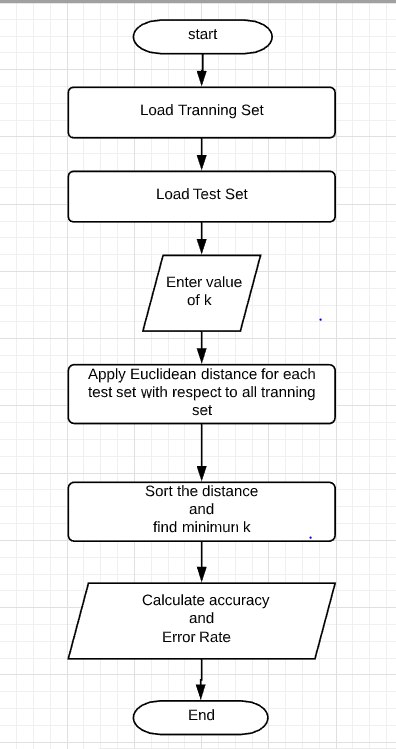 start
Load Tranning Set
Load Test Set
Enter value
of k
Apply Euclidean distance for each
test set with respect to all tranning
set
Sort the distance
and
find minimun k
Calculate accuracy
and
Error Rate
End